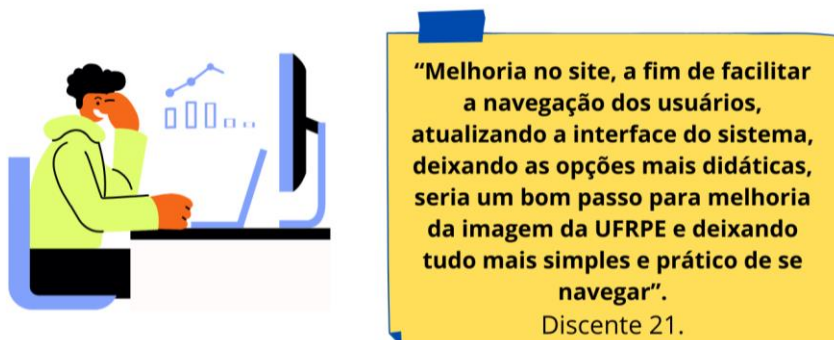 “Melhoria no site, a fim de facilitar
a navegação dos usuários,
atualizando a interface do sistema,
deixando as opções mais didáticas,
seria um bom passo para melhoria
da imagem da UFRPE e deixando
tudo mais simples e prático de se
navegar”.
Discente 21.